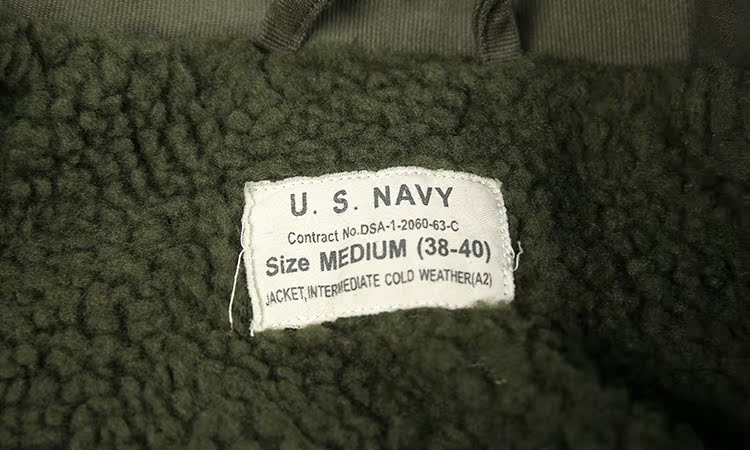 U. S. NAVY
Contract No.DSA-1-2060-63-C
Size MEDIUM (38-40)
JACKET,INTERMEDIATE COLD WEATHER(A2)